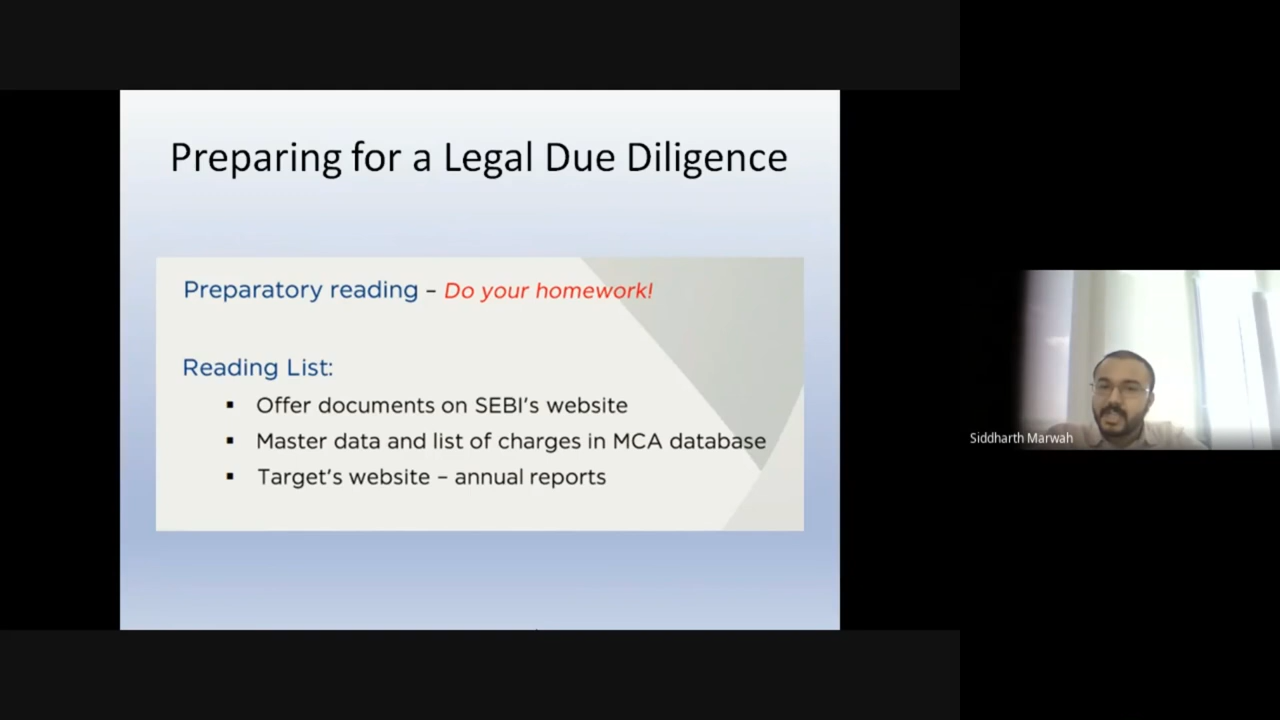 Preparing for a Legal Due Diligence
Preparatory reading – Do your homework!
Reading List:
▪ Offer documents on SEBI's website
▪ Master data and list of charges in MCA database
▪ Target's website – annual reports
Siddharth Marwah